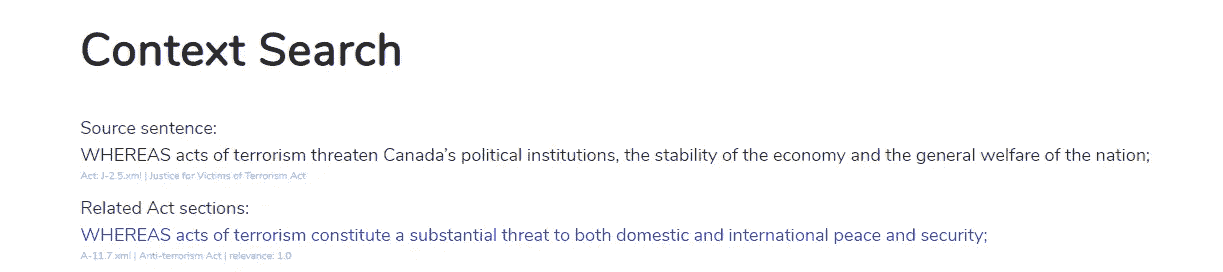 Context Search
Source sentence:
WHEREAS acts of terrorism threaten Canada's political institutions, the stability of the economy and the general welfare of the nation;
Act: J-2.5.xml | Justice for Victims of Terrorism Act
Related Act sections:
WHEREAS acts of terrorism constitute a substantial threat to both domestic and international peace and security;
A-11.7.xml | Anti-terrorism Act | relevance: 1.0